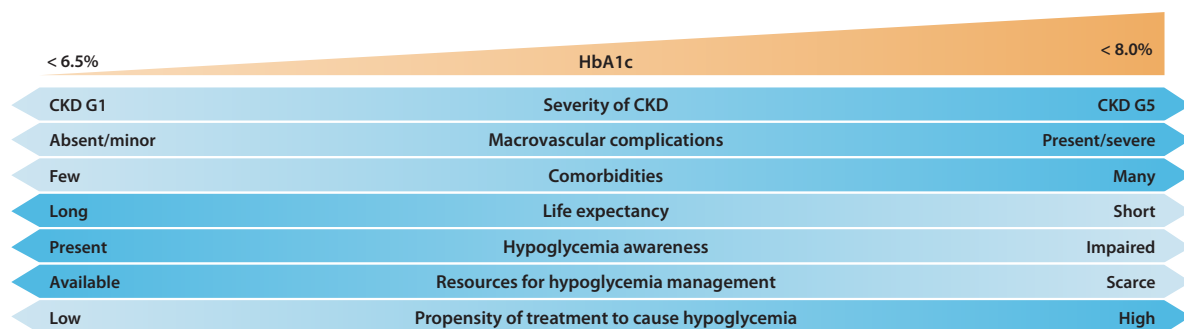 < 6.5% HbA1c < 8.0%
CKD G1 Severity of CKD CKD G5
Absent/minor Macrovascular complications Present/severe
Few Comorbidities Many
Long Life expectancy Short
Present Hypoglycemia awareness Impaired
Available Resources for hypoglycemia management Scarce
Low Propensity of treatment to cause hypoglycemia High